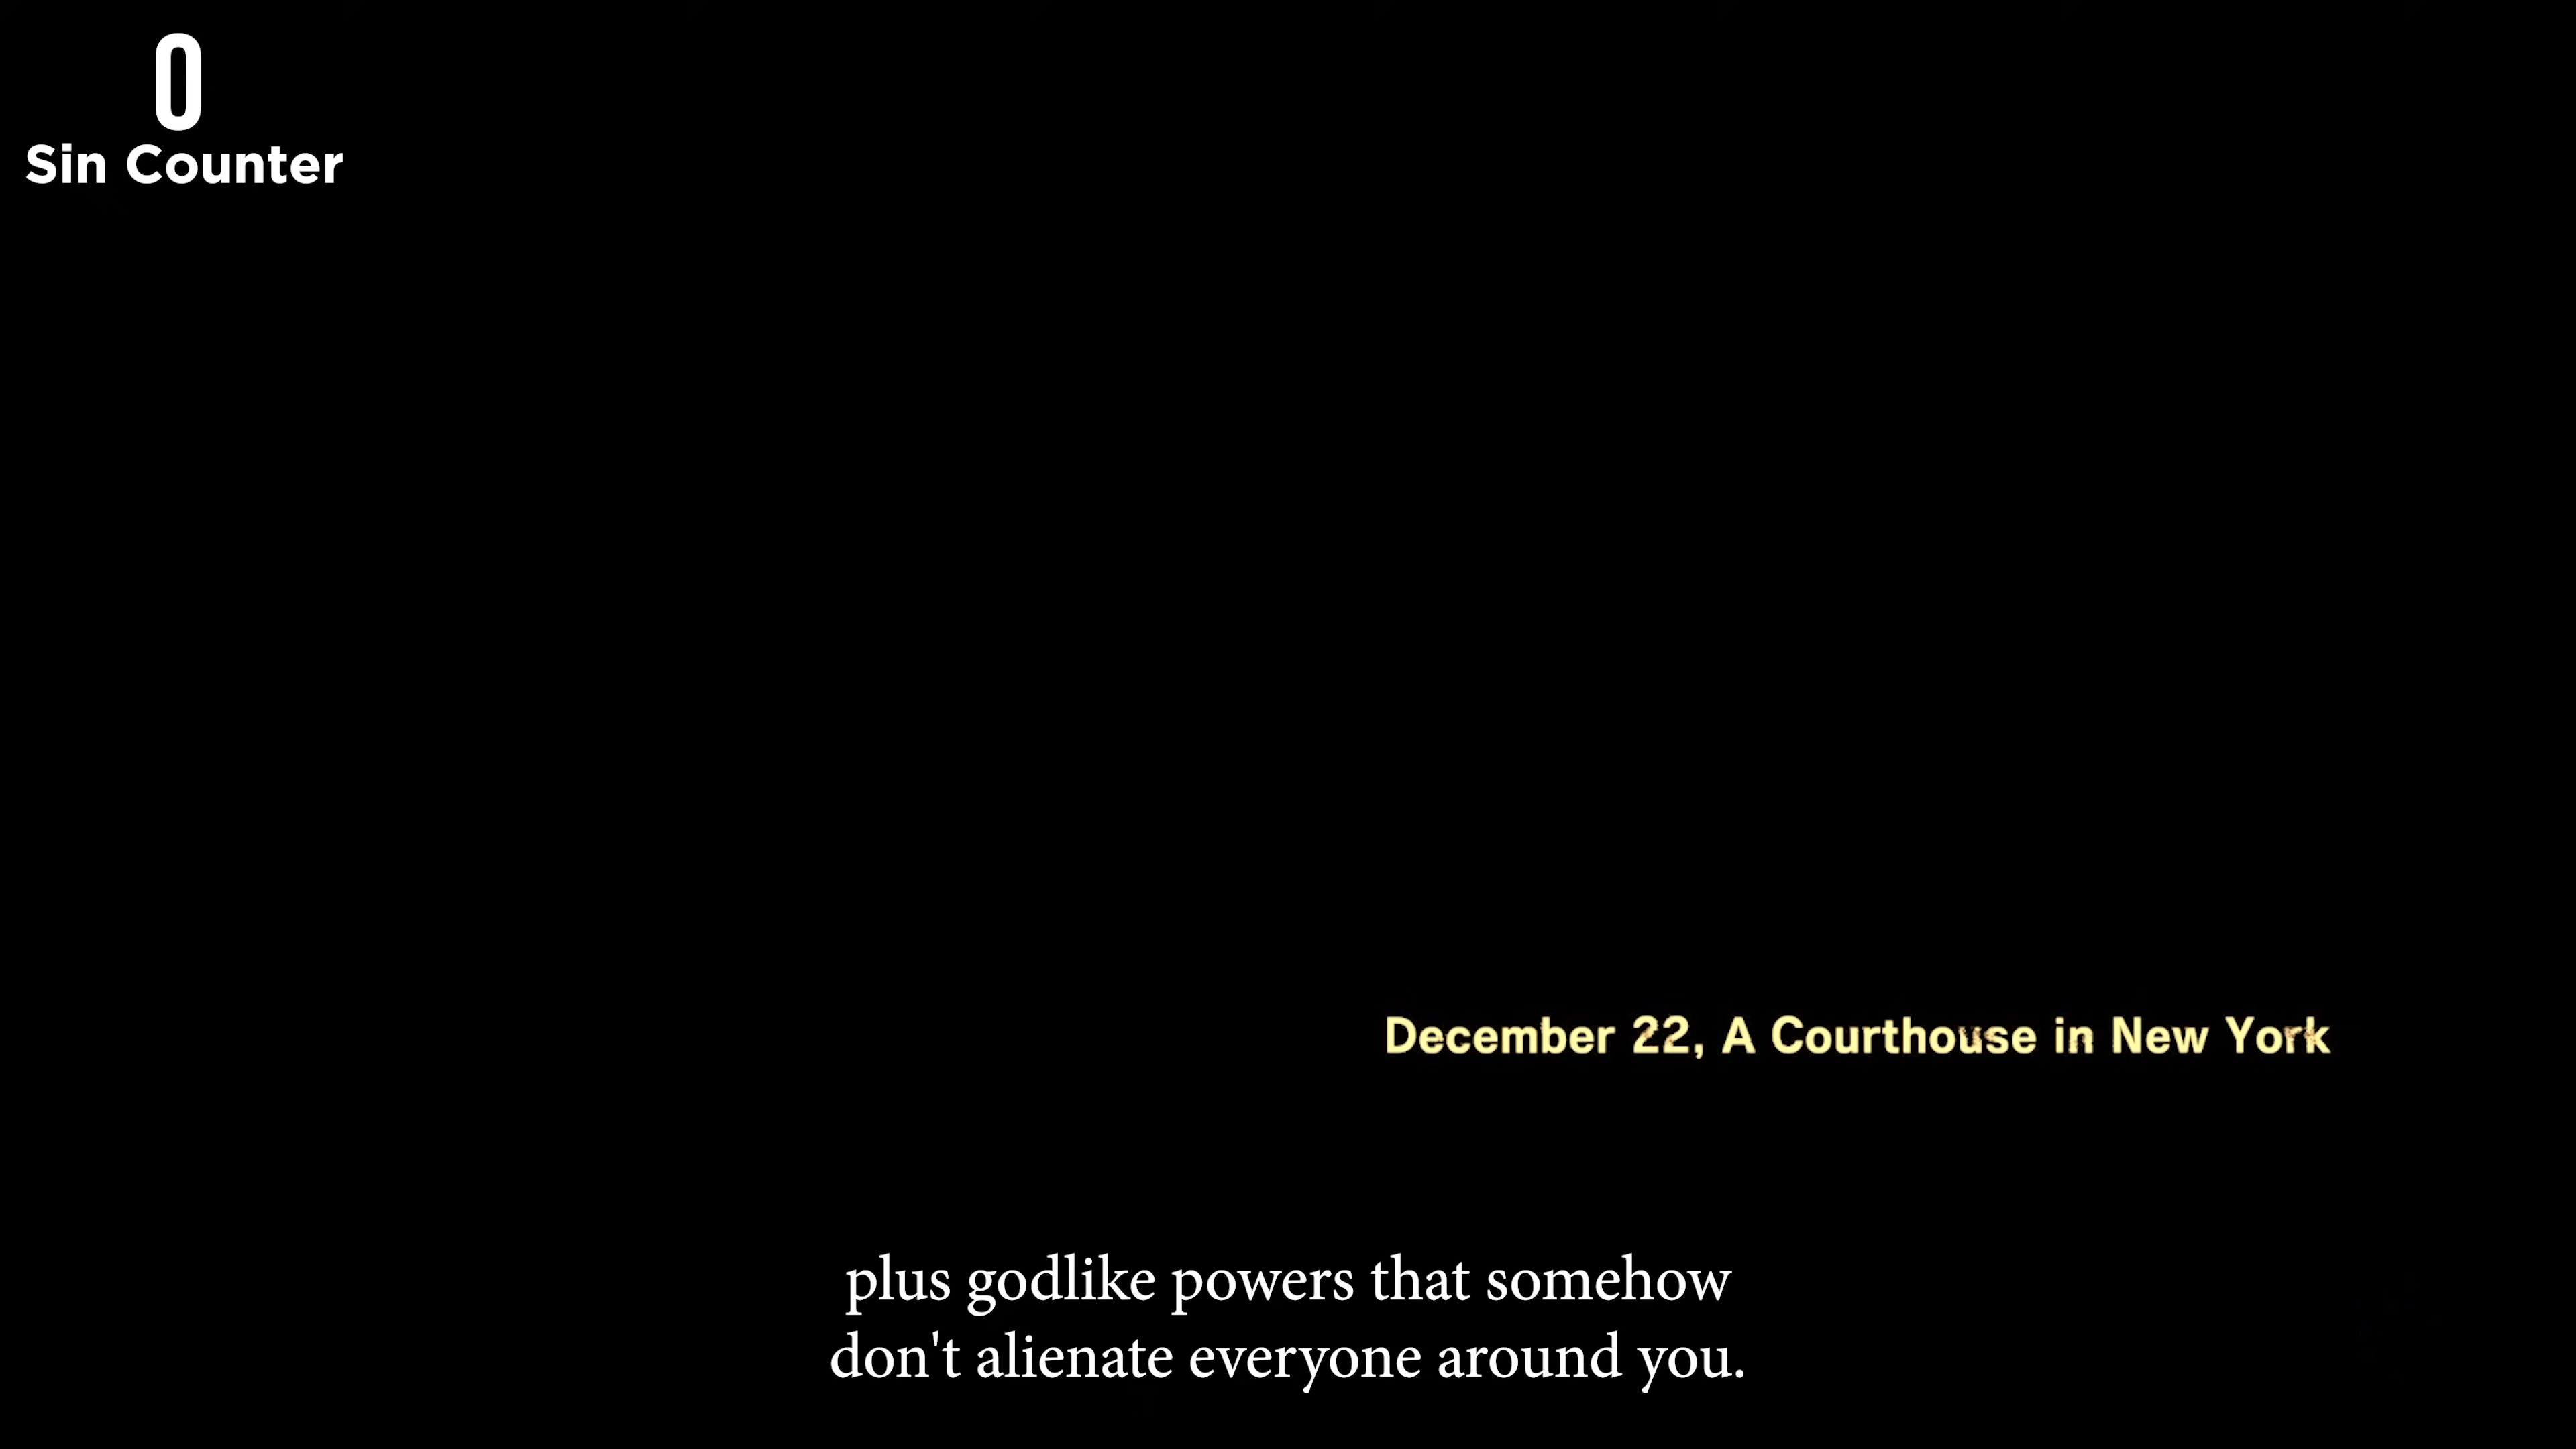 0
Sin Counter
December 22, A Courthouse in New York
plus godlike powers that somehow
don't alienate everyone around you.